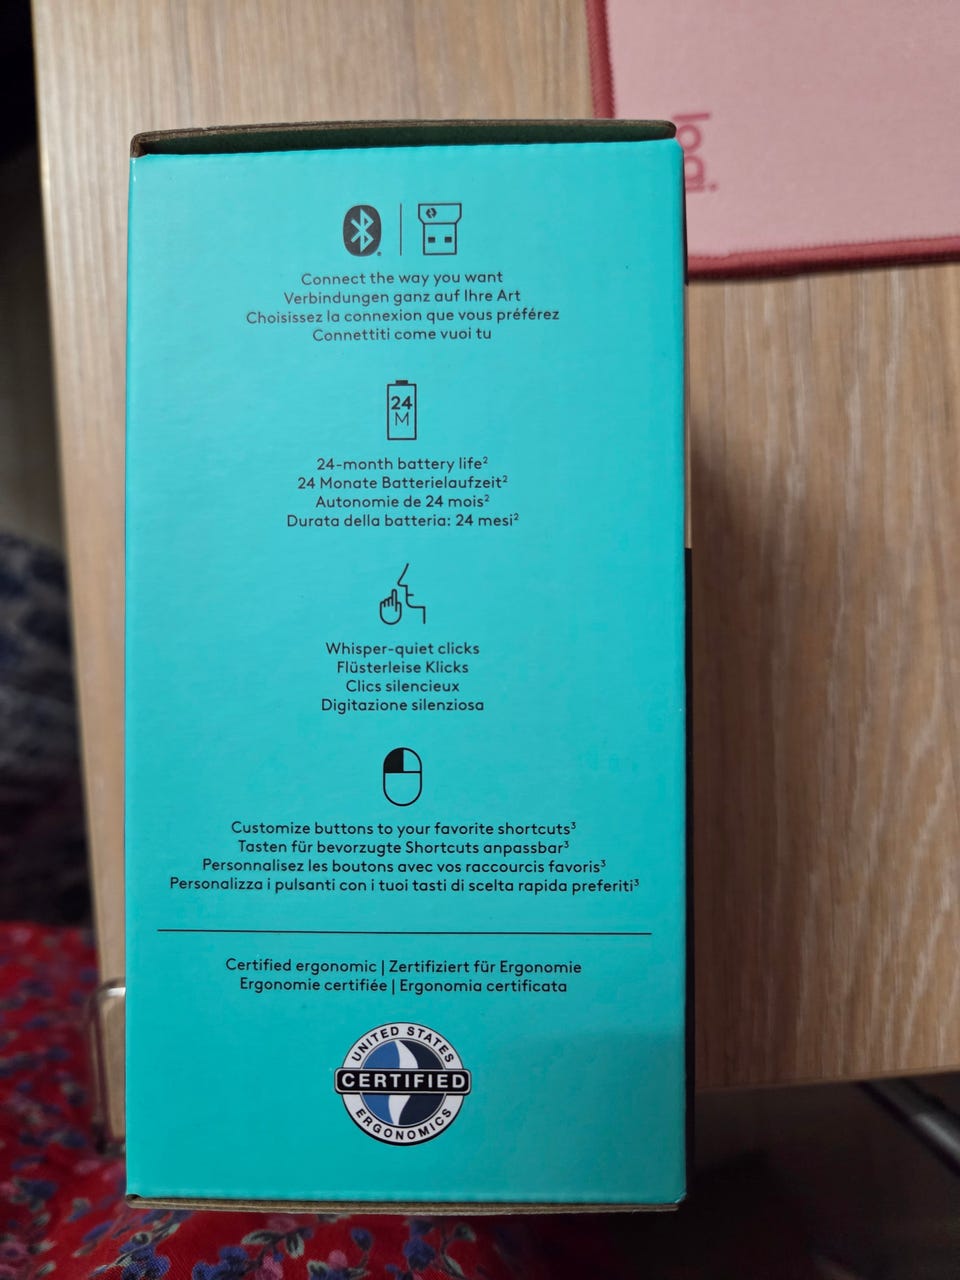 logi
Connect the way you want
Verbindungen ganz auf Ihre Art
Choisissez la connexion que vous préférez
Connettiti come vuoi tu
24
M
24-month battery life²
24 Monate Batterielaufzeit²
Autonomie de 24 mois²
Durata della batteria: 24 mesi²
Whisper-quiet clicks
Flüsterleise Klicks
Clics silencieux
Digitazione silenziosa
Customize buttons to your favorite shortcuts³
Tasten für bevorzugte Shortcuts anpassbar³
Personnalisez les boutons avec vos raccourcis favoris³
Personalizza i pulsanti con i tuoi tasti di scelta rapida preferiti³
Certified ergonomic | Zertifiziert für Ergonomie
Ergonomie certifiée | Ergonomia certificata
UNITED STATES
CERTIFIED
ERGONOMICS